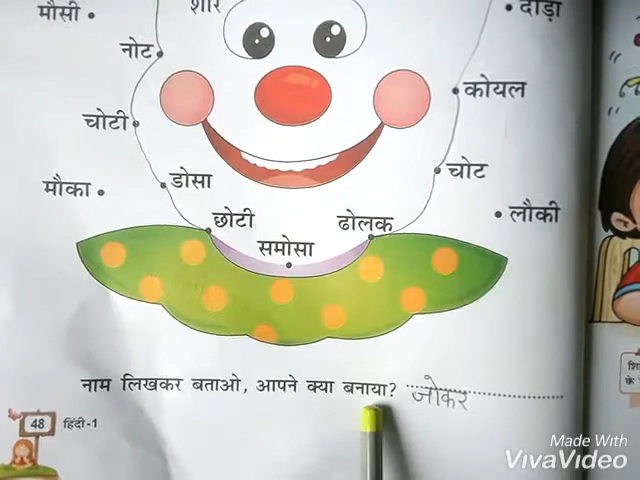 शोर
मौसी
दौड़ा
नोट
कोयल
चोटी
चोट
डोसा
मौका
लौकी
छोटी
ढोलक
समोसा
नाम लिखकर बताओ, आपने क्या बनाया? जोकर
48 हिंदी-1
Made With
VivaVideo